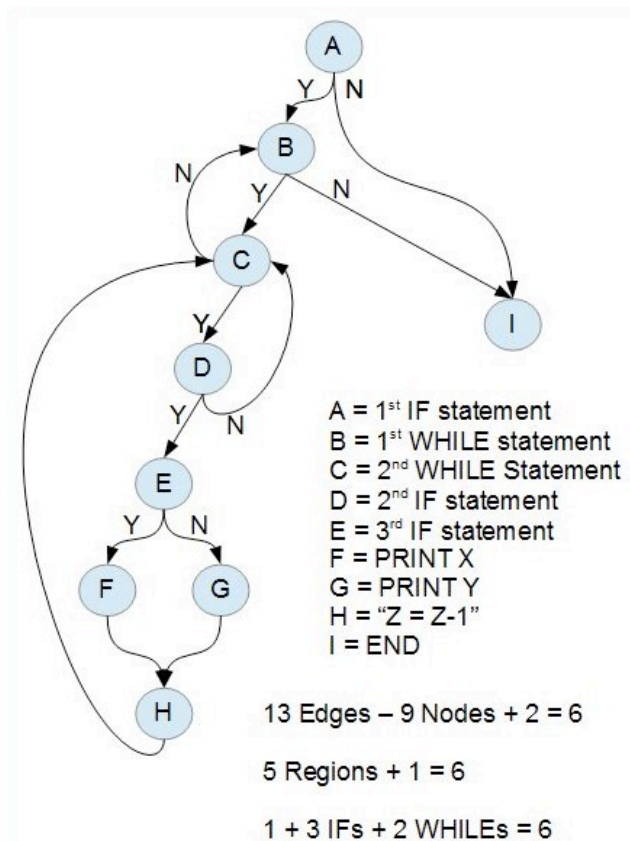 A
Y N
B
N Y N
C
I
Y
D
Y N
E
Y N
F G
H
A = 1st IF statement
B = 1st WHILE statement
C = 2nd WHILE Statement
D = 2nd IF statement
E = 3rd IF statement
F = PRINT X
G = PRINT Y
H = “Z = Z-1”
I = END
13 Edges – 9 Nodes + 2 = 6
5 Regions + 1 = 6
1 + 3 IFs + 2 WHILEs = 6